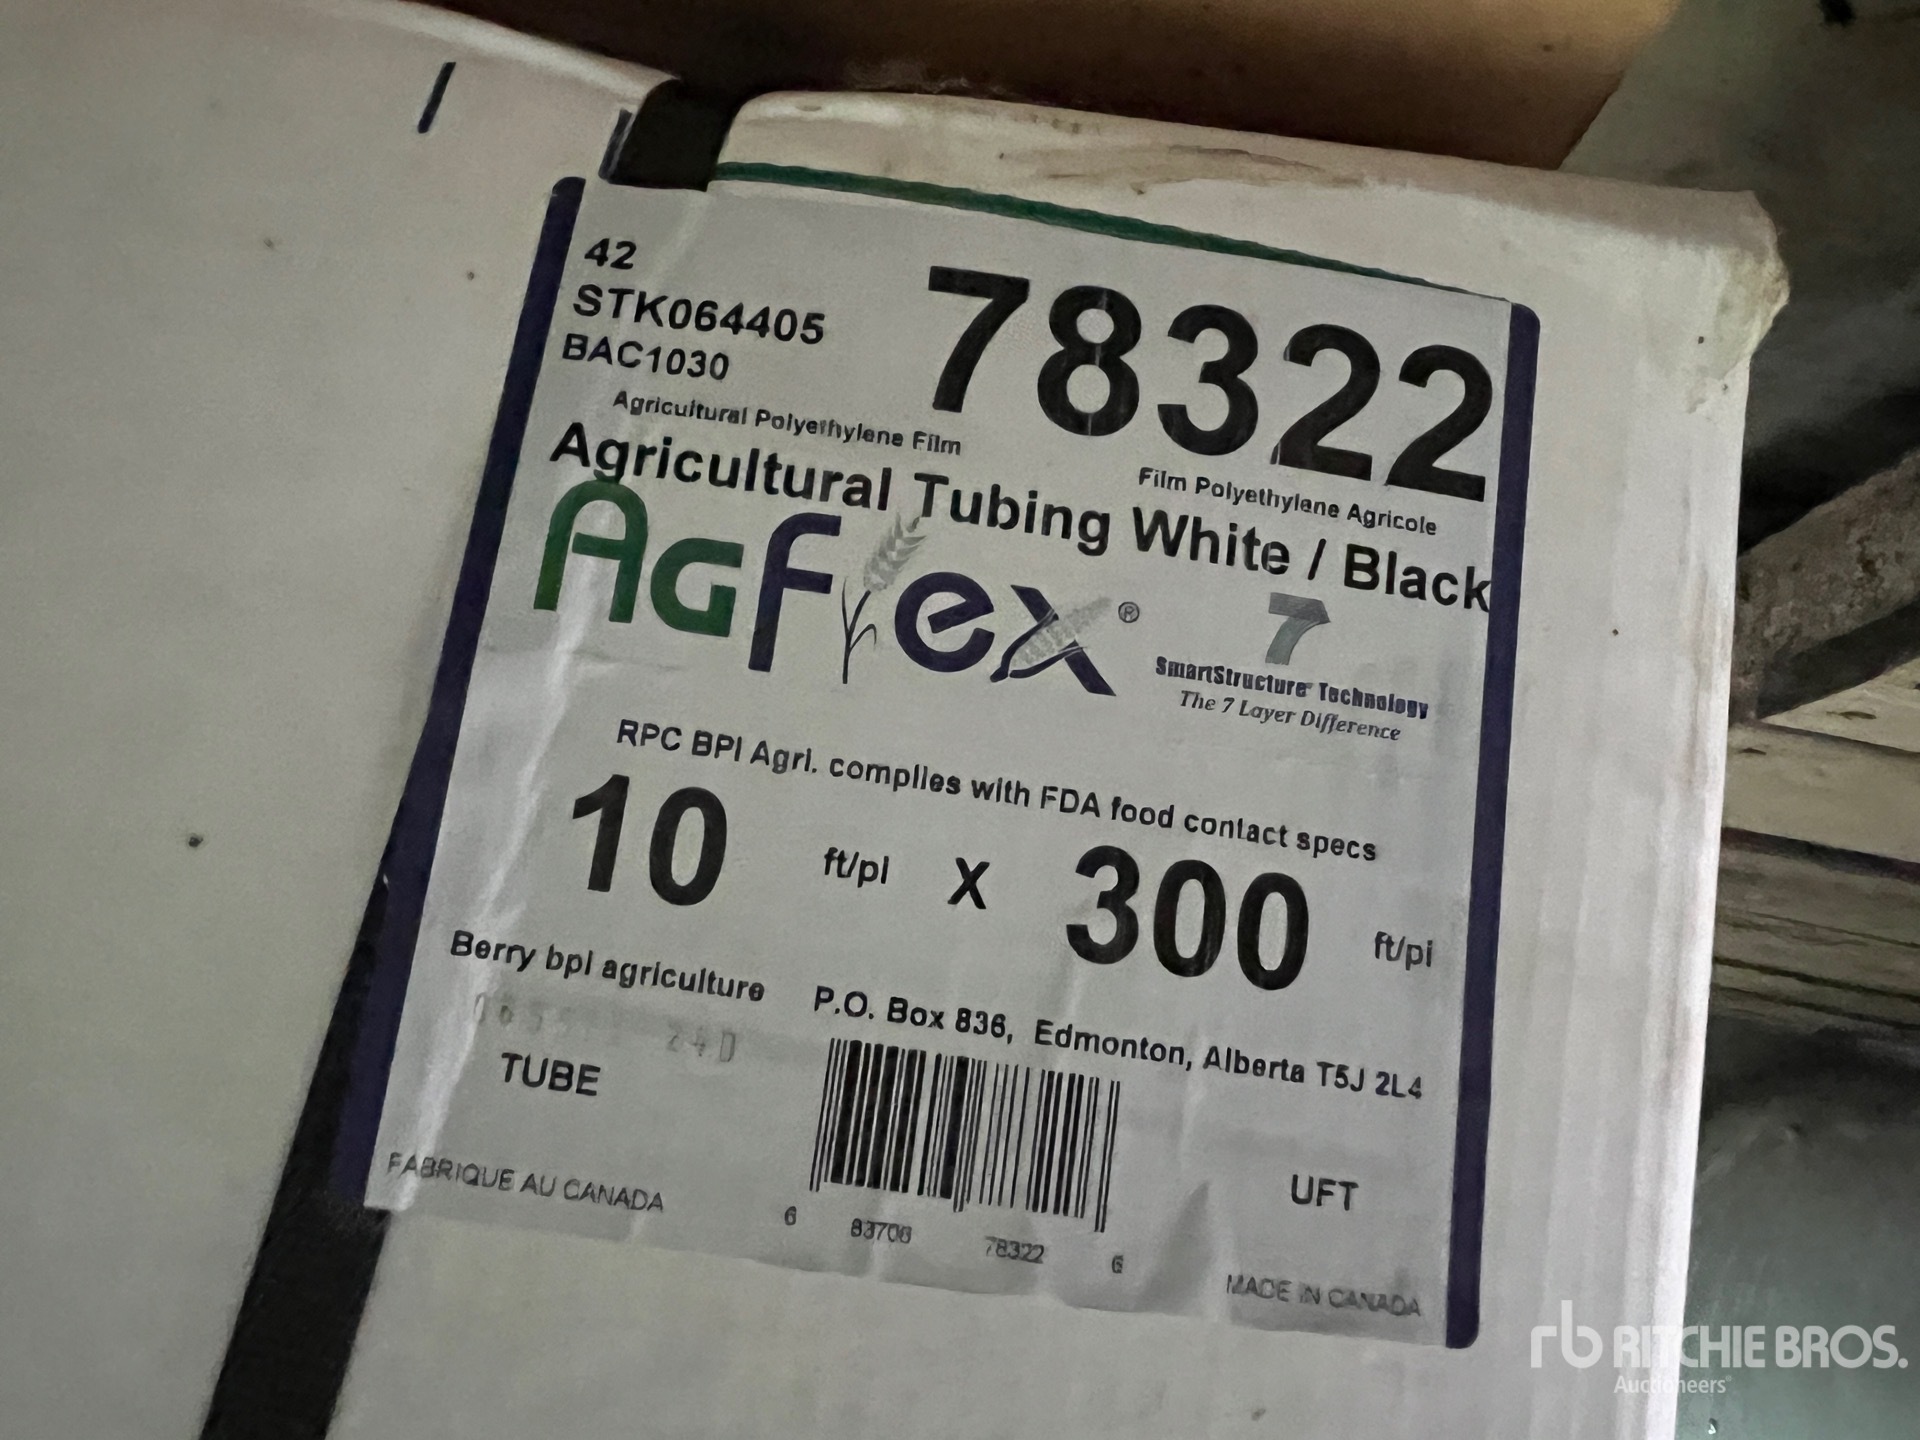 42
STK064405
BAC1030
78322
Agricultural Polyethylene Film
Film Polyethylene Agricole
Agricultural Tubing White / Black
AGFlex®
7
SmartStructure Technology
The 7 Layer Difference
RPC BPI Agri. complies with FDA food contact specs
10 ft/pi X 300 ft/pi
Berry bpi agriculture P.O. Box 836, Edmonton, Alberta T5J 2L4
24D
TUBE
UFT
FABRIQUE AU CANADA
6 83708 78322 6
MADE IN CANADA
rb RITCHIE BROS.
Auctioneers